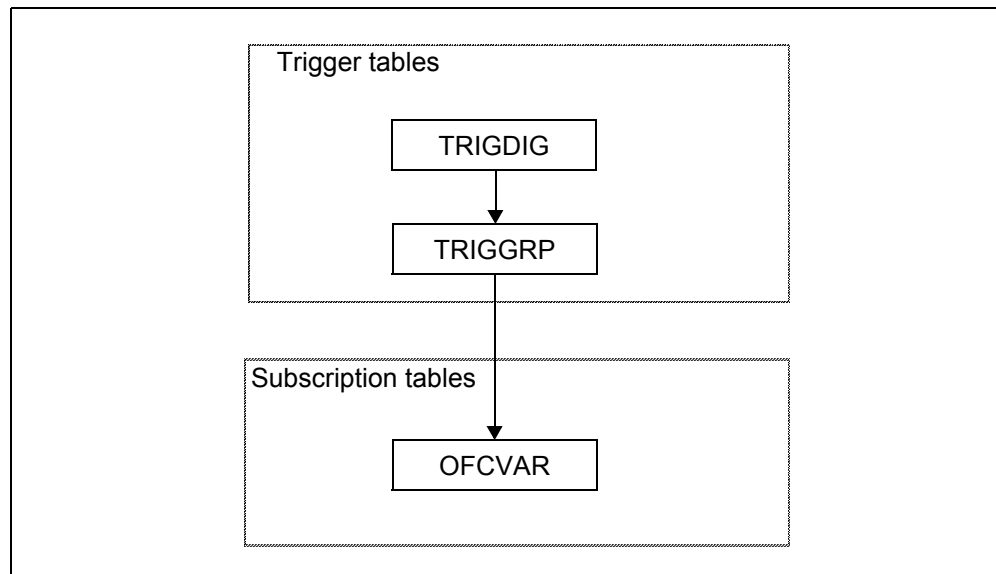 Trigger tables
TRIGDIG
TRIGGRP
Subscription tables
OFCVAR